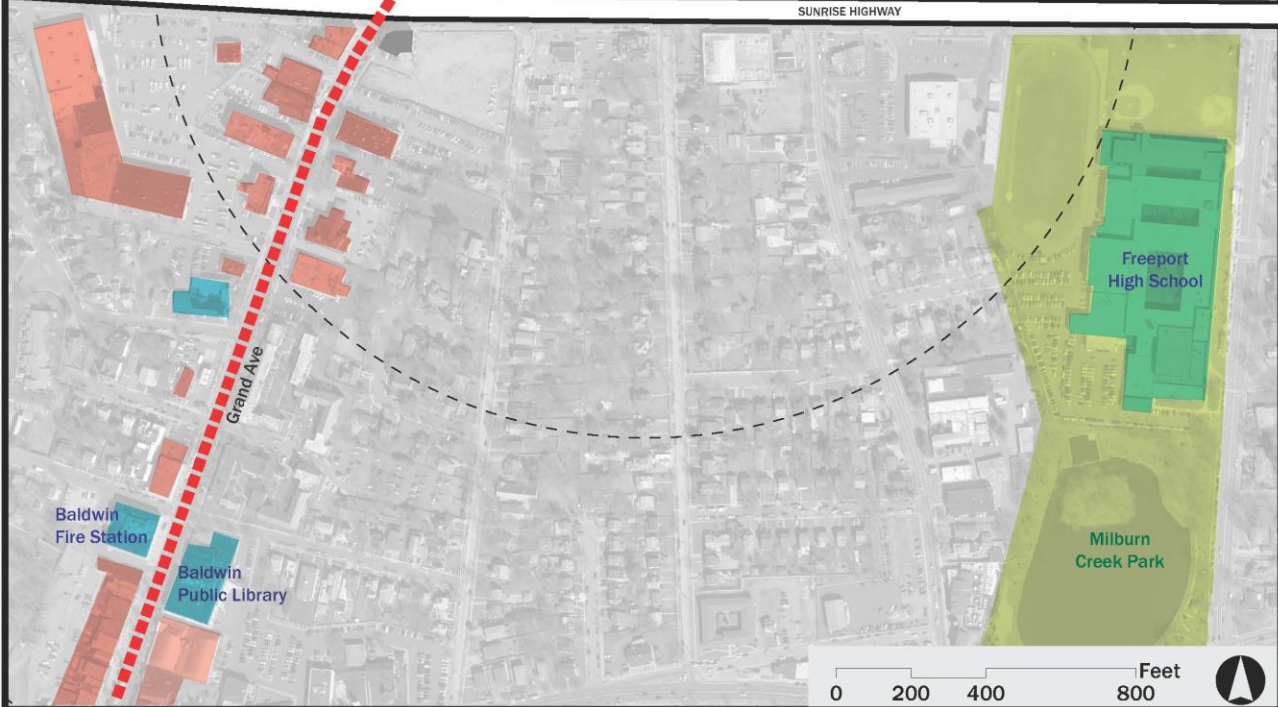 SUNRISE HIGHWAY
Freeport
High School
Grand Ave
Baldwin
Fire Station
Baldwin
Public Library
Milburn
Creek Park
Feet
0 200 400 800